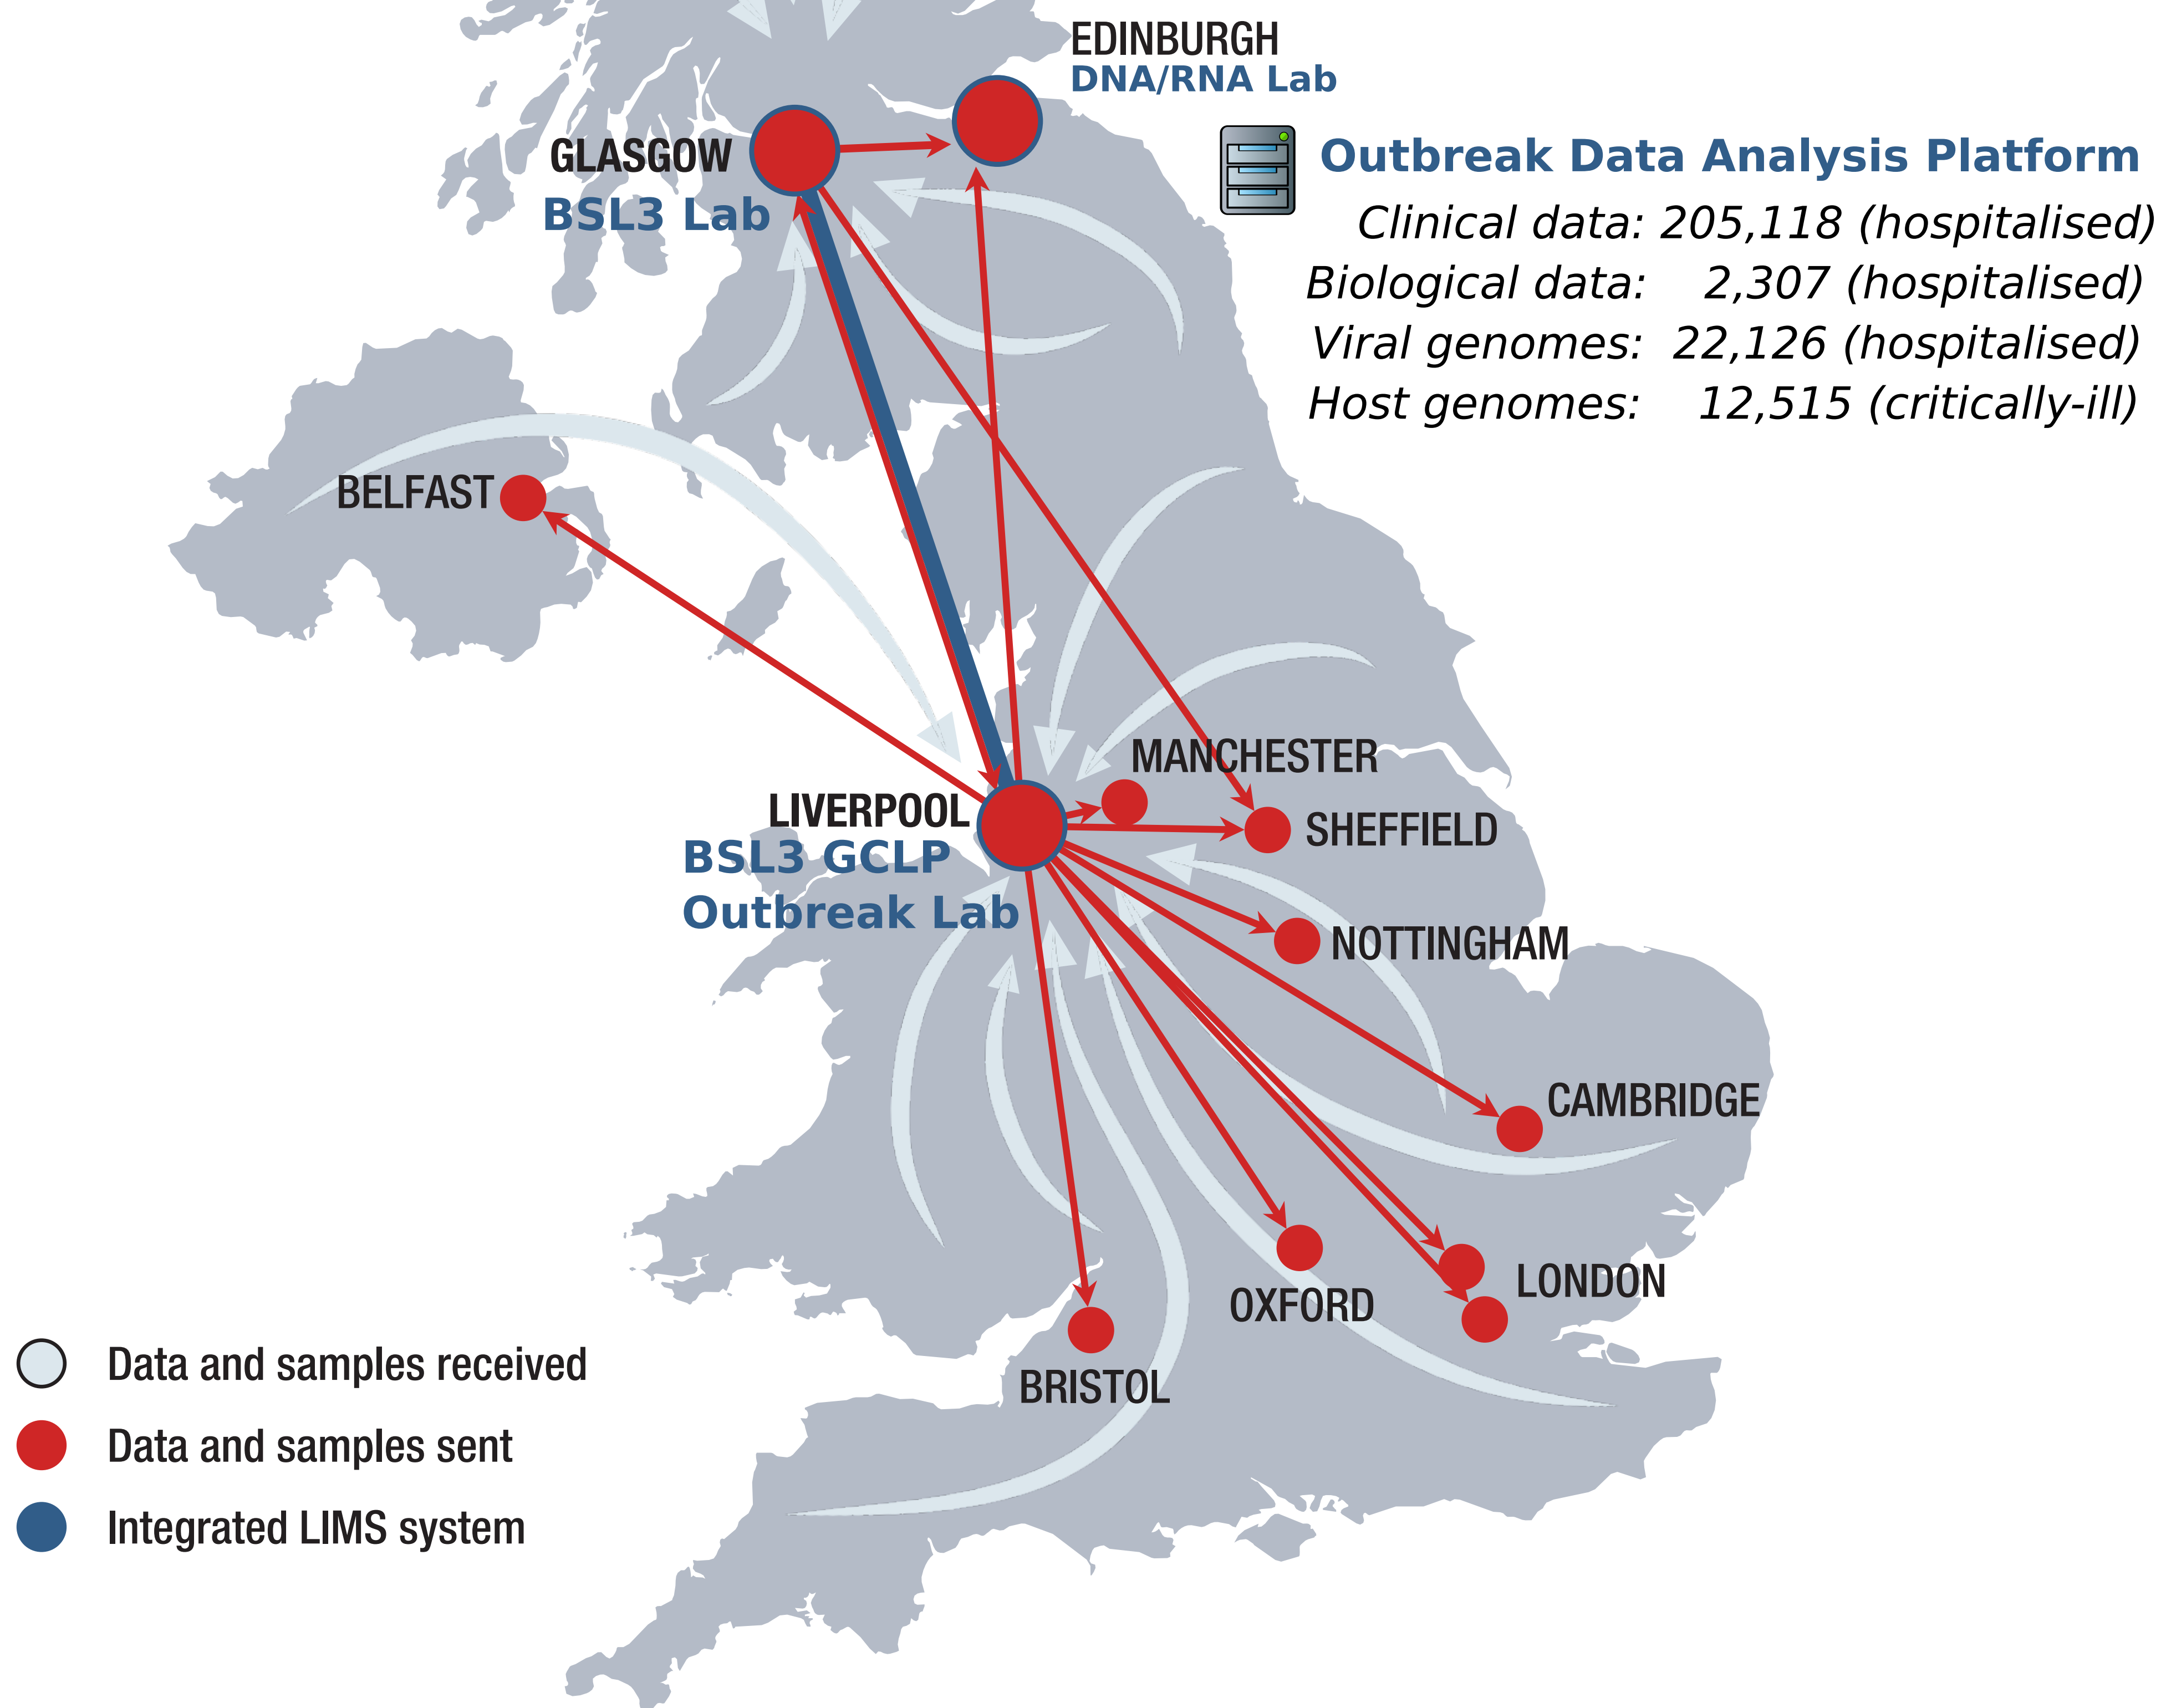 EDINBURGH
DNA/RNA Lab
GLASGOW
BSL3 Lab
Outbreak Data Analysis Platform
Clinical data: 205,118 (hospitalised)
Biological data: 2,307 (hospitalised)
Viral genomes: 22,126 (hospitalised)
Host genomes: 12,515 (critically-ill)
BELFAST
MANCHESTER
LIVERPOOL
BSL3 GCLP
Outbreak Lab
SHEFFIELD
NOTTINGHAM
CAMBRIDGE
LONDON
OXFORD
BRISTOL
Data and samples received
Data and samples sent
Integrated LIMS system